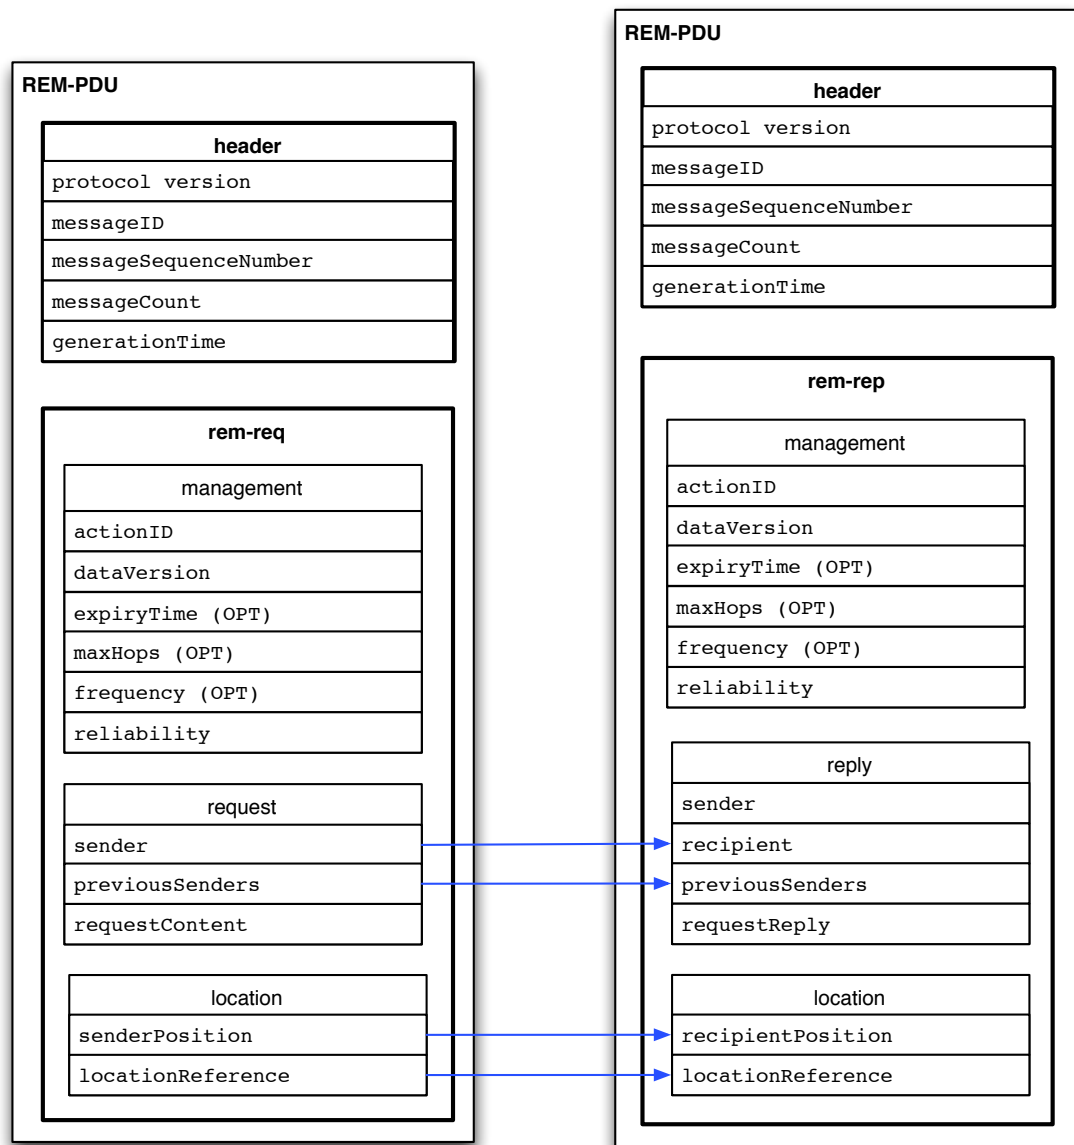 REM-PDU
header
protocol version
messageID
messageSequenceNumber
messageCount
generationTime
rem-req
management
actionID
dataVersion
expiryTime (OPT)
maxHops (OPT)
frequency (OPT)
reliability
request
sender
previousSenders
requestContent
location
senderPosition
locationReference
REM-PDU
header
protocol version
messageID
messageSequenceNumber
messageCount
generationTime
rem-rep
management
actionID
dataVersion
expiryTime (OPT)
maxHops (OPT)
frequency (OPT)
reliability
reply
sender
recipient
previousSenders
requestReply
location
recipientPosition
locationReference